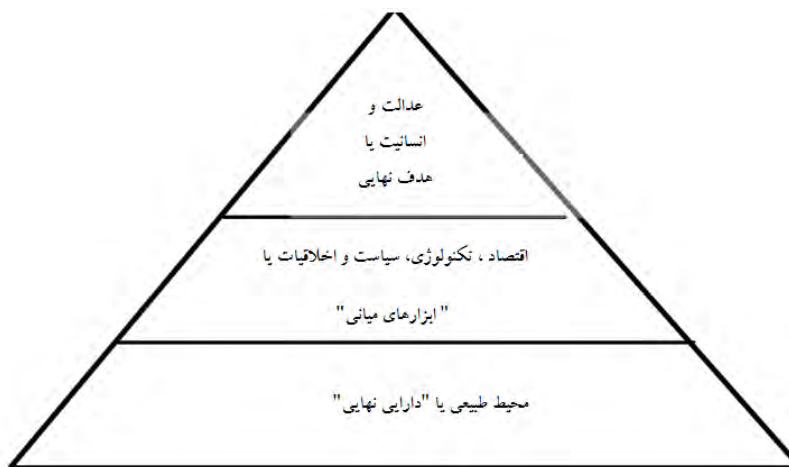 عدالت و
انسانیت یا
هدف نهایی
اقتصاد ، تکنولوژی، سیاست و اخلاقیات یا
"ابزارهای میانی"
محیط طبیعی یا "دارایی نهایی"